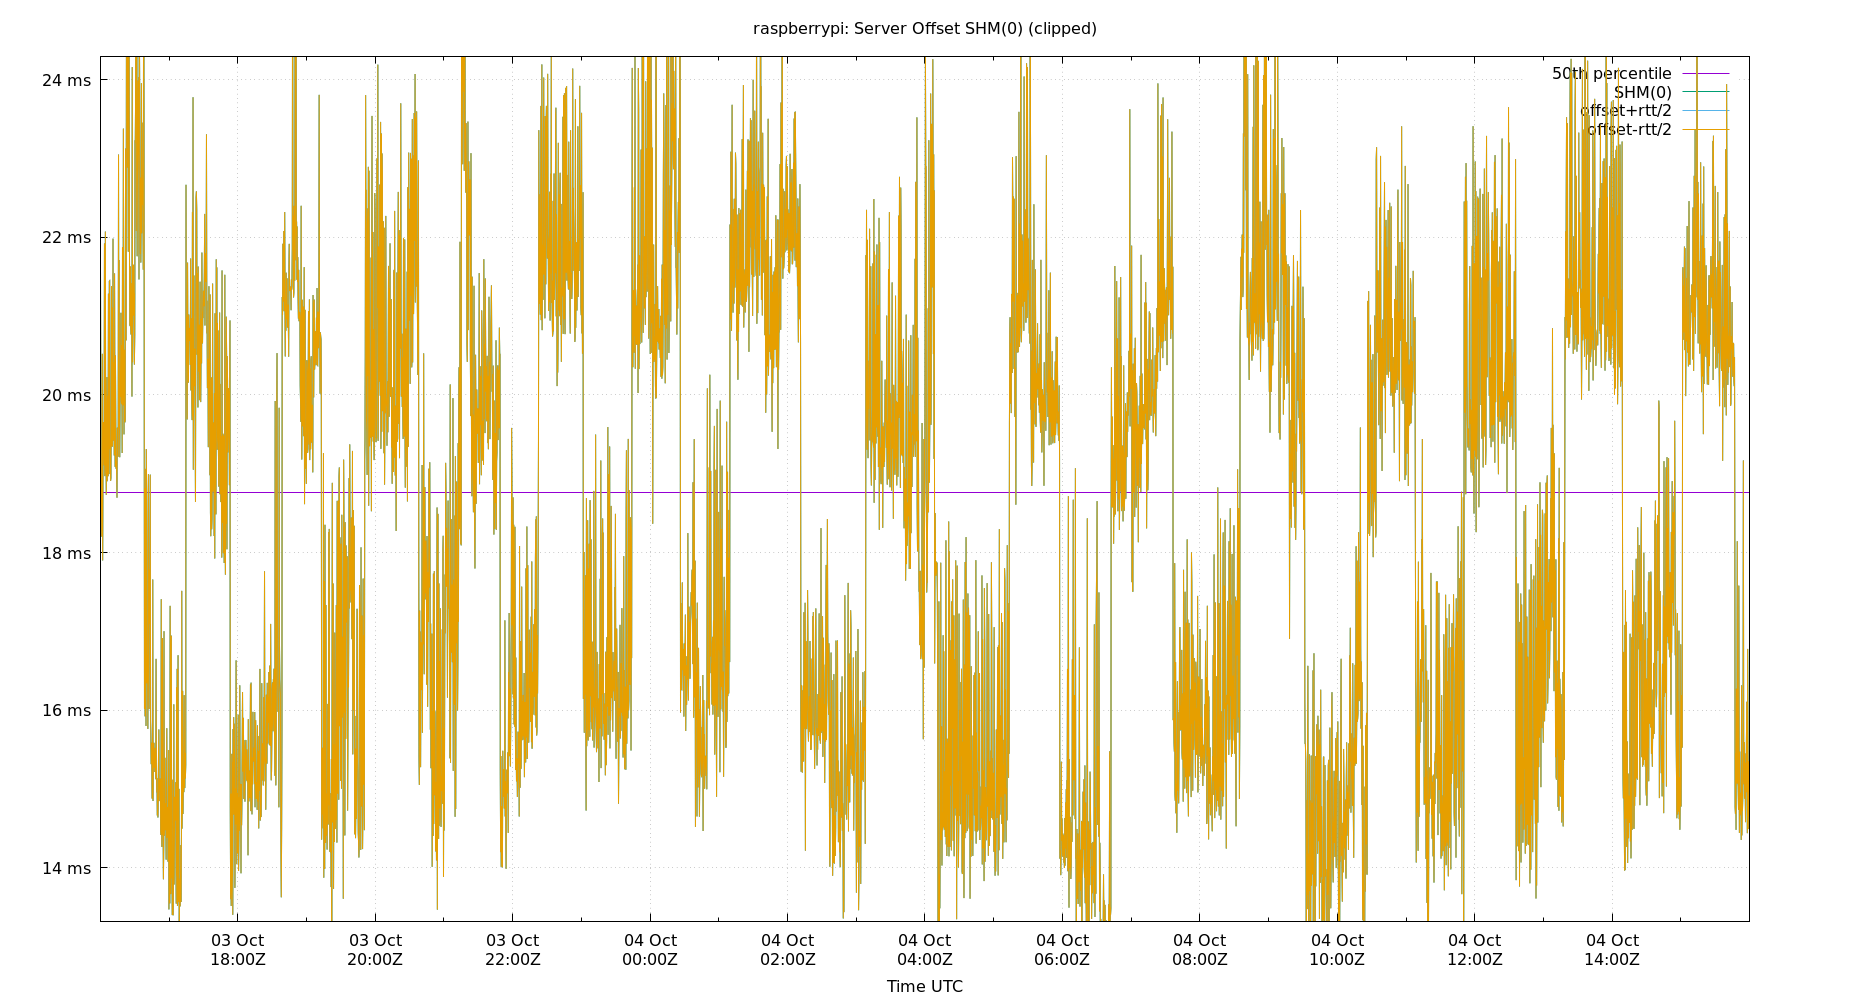 raspberrypi: Server Offset SHM(0) (clipped)
24 ms
22 ms
20 ms
18 ms
16 ms
14 ms
50th percentile
SHM(0)
offset+rtt/2
offset-rtt/2
03 Oct
18:00Z
03 Oct
20:00Z
03 Oct
22:00Z
04 Oct
00:00Z
04 Oct
02:00Z
04 Oct
04:00Z
04 Oct
06:00Z
04 Oct
08:00Z
04 Oct
10:00Z
04 Oct
12:00Z
04 Oct
14:00Z
Time UTC